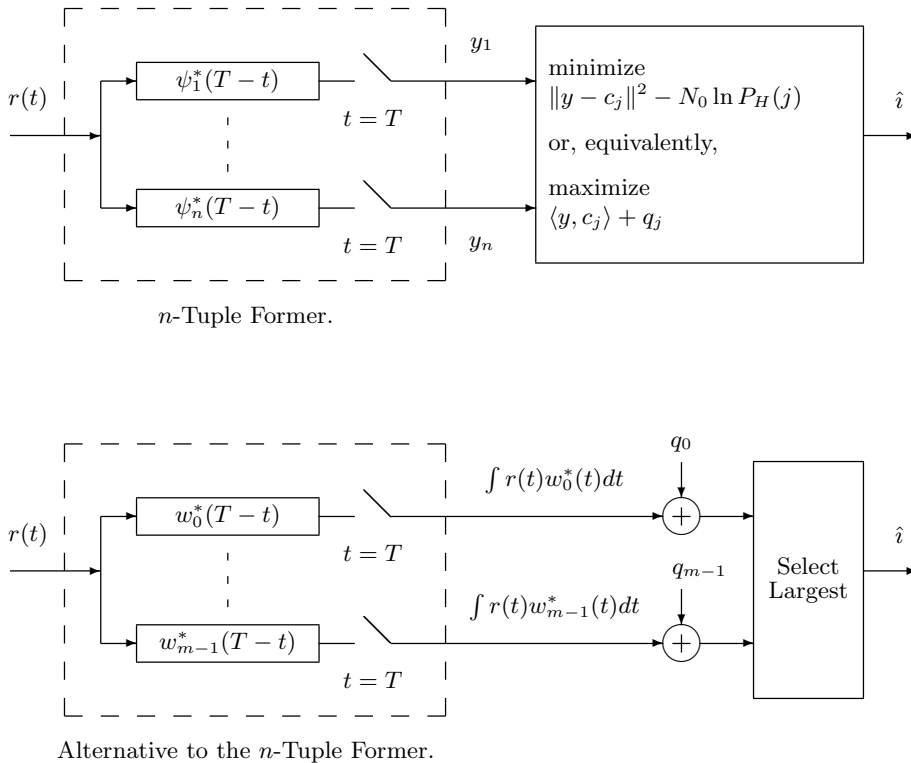 r(t)
ψ₁*(T − t)
t = T
y₁
ψₙ*(T − t)
t = T
yₙ
minimize
‖y − cⱼ‖² − N₀ ln P_H(j)
or, equivalently,
maximize
⟨y, cⱼ⟩ + qⱼ
î
n-Tuple Former.
r(t)
w₀*(T − t)
t = T
∫ r(t)w₀*(t)dt
q₀
+
w*ₘ₋₁(T − t)
t = T
∫ r(t)w*ₘ₋₁(t)dt
qₘ₋₁
+
Select
Largest
î
Alternative to the n-Tuple Former.